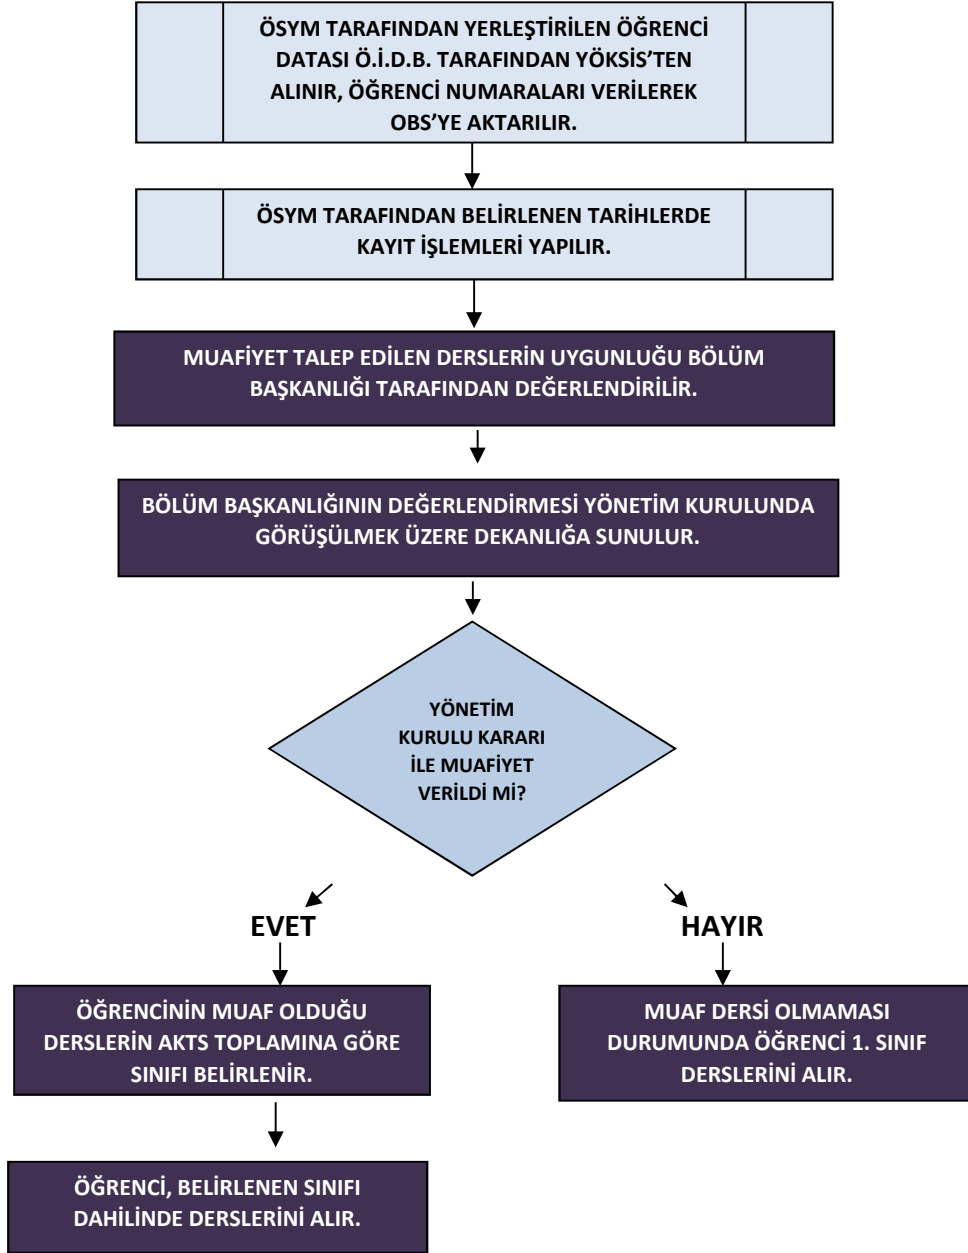 ÖSYM TARAFINDAN YERLEŞTİRİLEN ÖĞRENCİ
DATASI Ö.İ.D.B. TARAFINDAN YÖKSİS’TEN
ALINIR, ÖĞRENCİ NUMARALARI VERİLEREK
OBS’YE AKTARILIR.
ÖSYM TARAFINDAN BELİRLENEN TARİHLERDE
KAYIT İŞLEMLERİ YAPILIR.
MUAFİYET TALEP EDİLEN DERSLERİN UYGUNLUĞU BÖLÜM
BAŞKANLIĞI TARAFINDAN DEĞERLENDİRİLİR.
BÖLÜM BAŞKANLIĞININ DEĞERLENDİRMESİ YÖNETİM KURULUNDA
GÖRÜŞÜLMEK ÜZERE DEKANLIĞA SUNULUR.
YÖNETİM
KURULU KARARI
İLE MUAFİYET
VERİLDİ Mİ?
EVET
HAYIR
ÖĞRENCİNİN MUAF OLDUĞU
DERSLERİN AKTS TOPLAMINA GÖRE
SINIFI BELİRLENİR.
MUAF DERSİ OLMAMASI
DURUMUNDA ÖĞRENCİ 1. SINIF
DERSLERİNİ ALIR.
ÖĞRENCİ, BELİRLENEN SINIFI
DAHİLİNDE DERSLERİNİ ALIR.